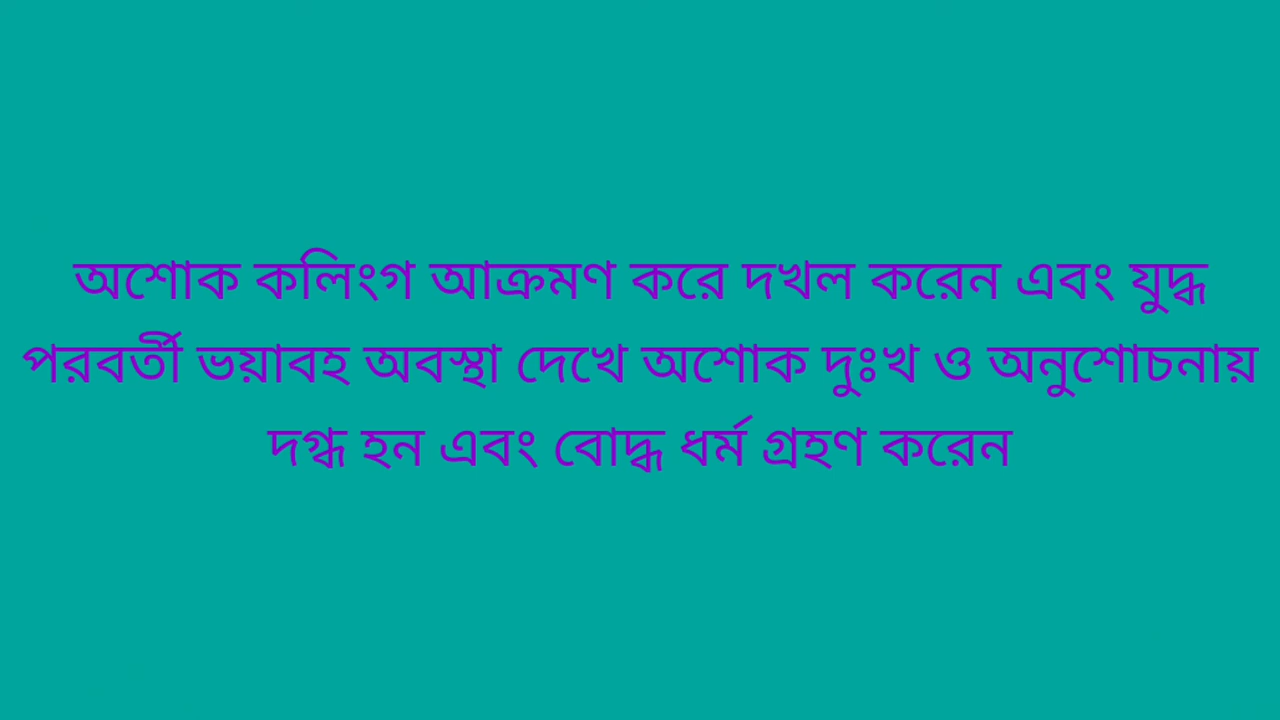 অশোক কলিংগ আক্রমণ করে দখল করেন এবং যুদ্ধ
পরবর্তী ভয়াবহ অবস্থা দেখে অশোক দুঃখ ও অনুশোচনায়
দগ্ধ হন এবং বোদ্ধ ধর্ম গ্রহণ করেন